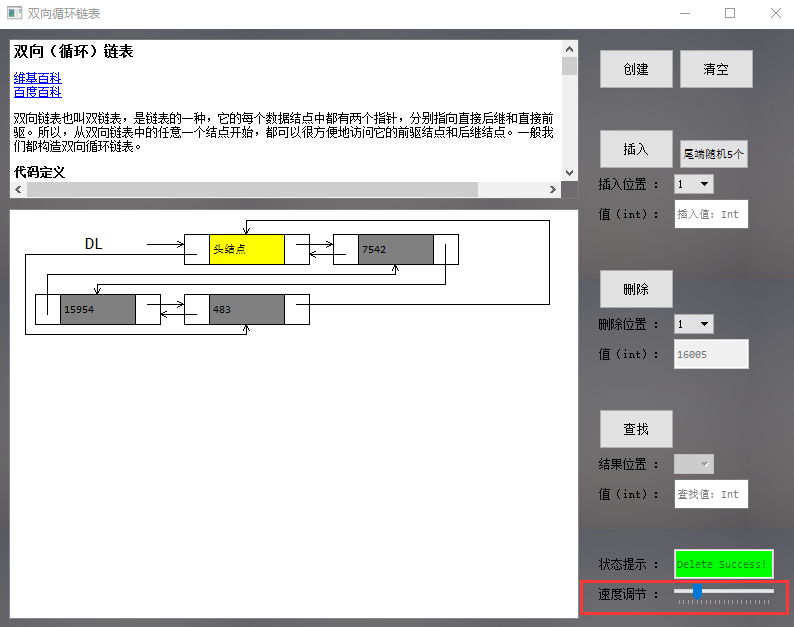 双向循环链表
双向（循环）链表
维基百科
百度百科
双向链表也叫双链表，是链表的一种，它的每个数据结点中都有两个指针，分别指向直接后继和直接前
驱。所以，从双向链表中的任意一个结点开始，都可以很方便地访问它的前驱结点和后继结点。一般我
们都构造双向循环链表。
代码定义
DL
头结点
7542
15954
483
创建
清空
插入
尾端随机5个
插入位置 ：
1
值（int）：
插入值：Int
删除
删除位置 ：
1
值（int）：
16005
查找
结果位置 ：
值（int）：
查找值：Int
状态提示 ：
Delete Success!
速度调节 ：